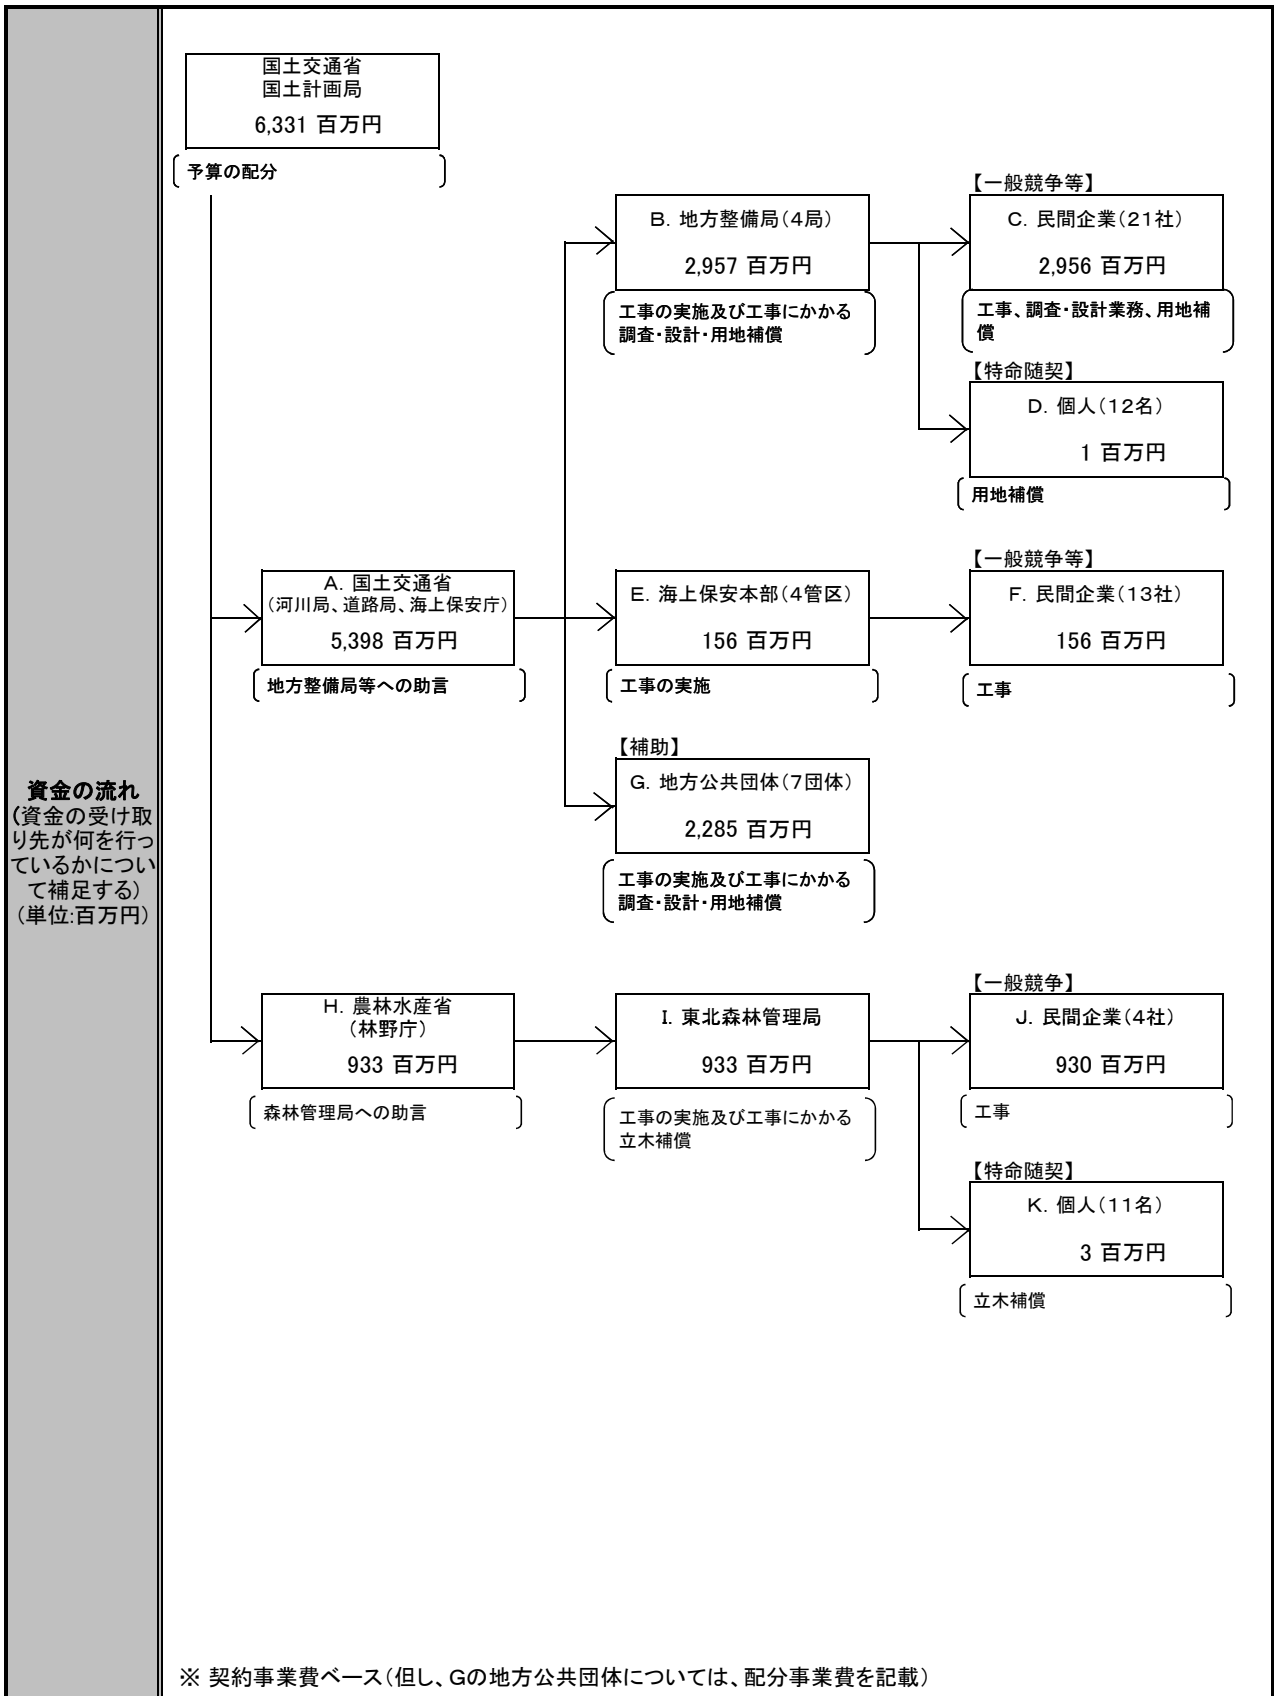 資金の流れ
(資金の受け取
り先が何を行っ
ているかについ
て補足する)
(単位:百万円)
国土交通省
国土計画局
6,331 百万円
予算の配分
A. 国土交通省
(河川局、道路局、海上保安庁)
5,398 百万円
地方整備局等への助言
B. 地方整備局(4局)
2,957 百万円
工事の実施及び工事にかかる
調査・設計・用地補償
【一般競争等】
C. 民間企業(21社)
2,956 百万円
工事、調査・設計業務、用地補
償
【特命随契】
D. 個人(12名)
1 百万円
用地補償
E. 海上保安本部(4管区)
156 百万円
工事の実施
【一般競争等】
F. 民間企業(13社)
156 百万円
工事
【補助】
G. 地方公共団体(7団体)
2,285 百万円
工事の実施及び工事にかかる
調査・設計・用地補償
H. 農林水産省
(林野庁)
933 百万円
森林管理局への助言
I. 東北森林管理局
933 百万円
工事の実施及び工事にかかる
立木補償
【一般競争】
J. 民間企業(4社)
930 百万円
工事
【特命随契】
K. 個人(11名)
3 百万円
立木補償
※ 契約事業費ベース(但し、Gの地方公共団体については、配分事業費を記載)